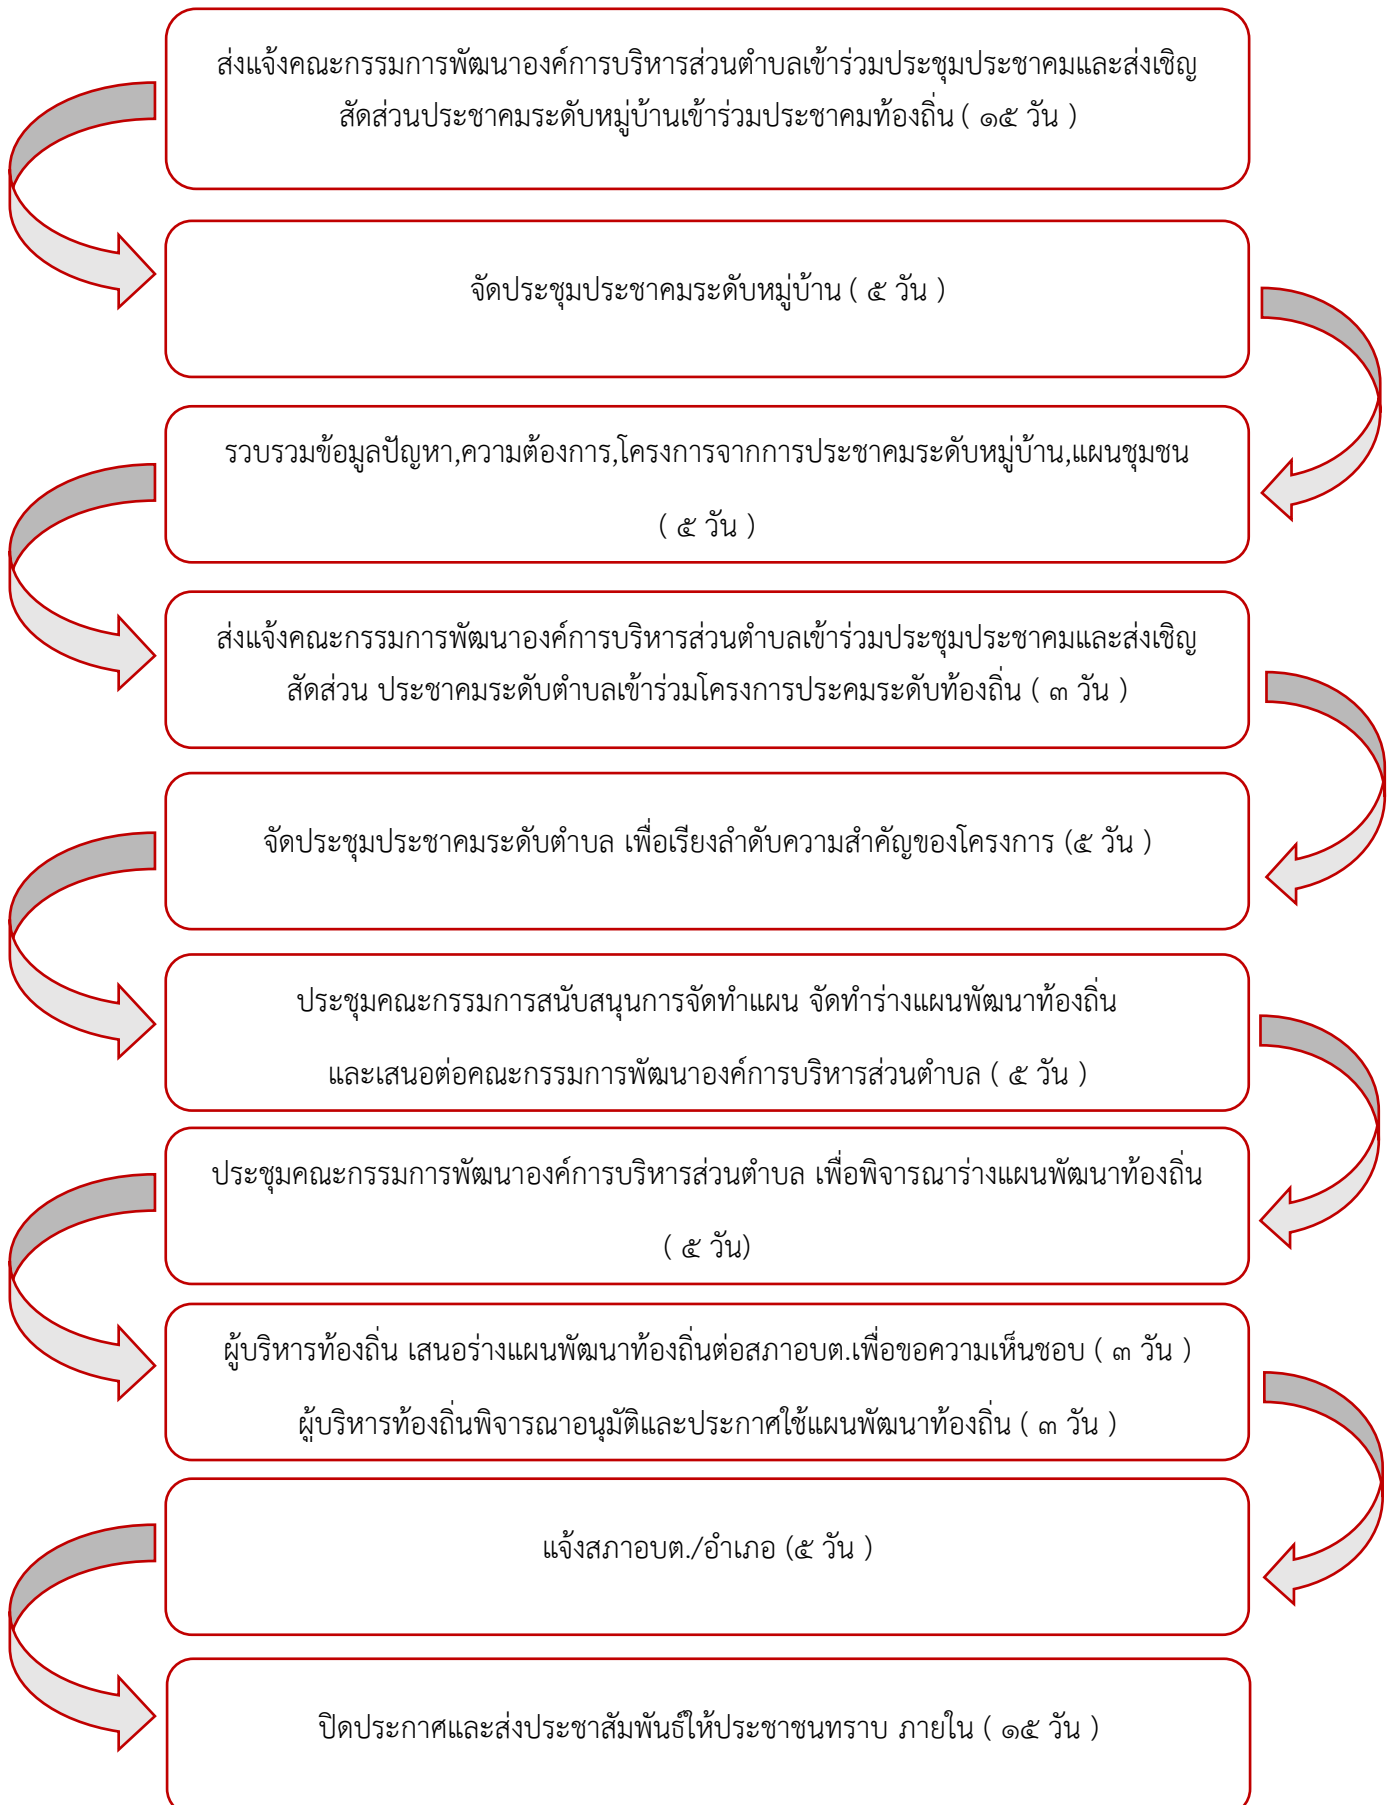 ส่งแจ้งคณะกรรมการพัฒนาองค์การบริหารส่วนตำบลเข้าร่วมประชุมประชาคมและส่งเชิญ
สัดส่วนประชาคมระดับหมู่บ้านเข้าร่วมประชาคมท้องถิ่น ( ๑๕ วัน )
จัดประชุมประชาคมระดับหมู่บ้าน ( ๕ วัน )
รวบรวมข้อมูลปัญหา,ความต้องการ,โครงการจากการประชาคมระดับหมู่บ้าน,แผนชุมชน
( ๕ วัน )
ส่งแจ้งคณะกรรมการพัฒนาองค์การบริหารส่วนตำบลเข้าร่วมประชุมประชาคมและส่งเชิญ
สัดส่วน ประชาคมระดับตำบลเข้าร่วมโครงการประคมระดับท้องถิ่น ( ๓ วัน )
จัดประชุมประชาคมระดับตำบล เพื่อเรียงลำดับความสำคัญของโครงการ (๕ วัน )
ประชุมคณะกรรมการสนับสนุนการจัดทำแผน จัดทำร่างแผนพัฒนาท้องถิ่น
และเสนอต่อคณะกรรมการพัฒนาองค์การบริหารส่วนตำบล ( ๕ วัน )
ประชุมคณะกรรมการพัฒนาองค์การบริหารส่วนตำบล เพื่อพิจารณาร่างแผนพัฒนาท้องถิ่น
( ๕ วัน)
ผู้บริหารท้องถิ่น เสนอร่างแผนพัฒนาท้องถิ่นต่อสภาอบต.เพื่อขอความเห็นชอบ ( ๓ วัน )
ผู้บริหารท้องถิ่นพิจารณาอนุมัติและประกาศใช้แผนพัฒนาท้องถิ่น ( ๓ วัน )
แจ้งสภาอบต./อำเภอ (๕ วัน )
ปิดประกาศและส่งประชาสัมพันธ์ให้ประชาชนทราบ ภายใน ( ๑๕ วัน )